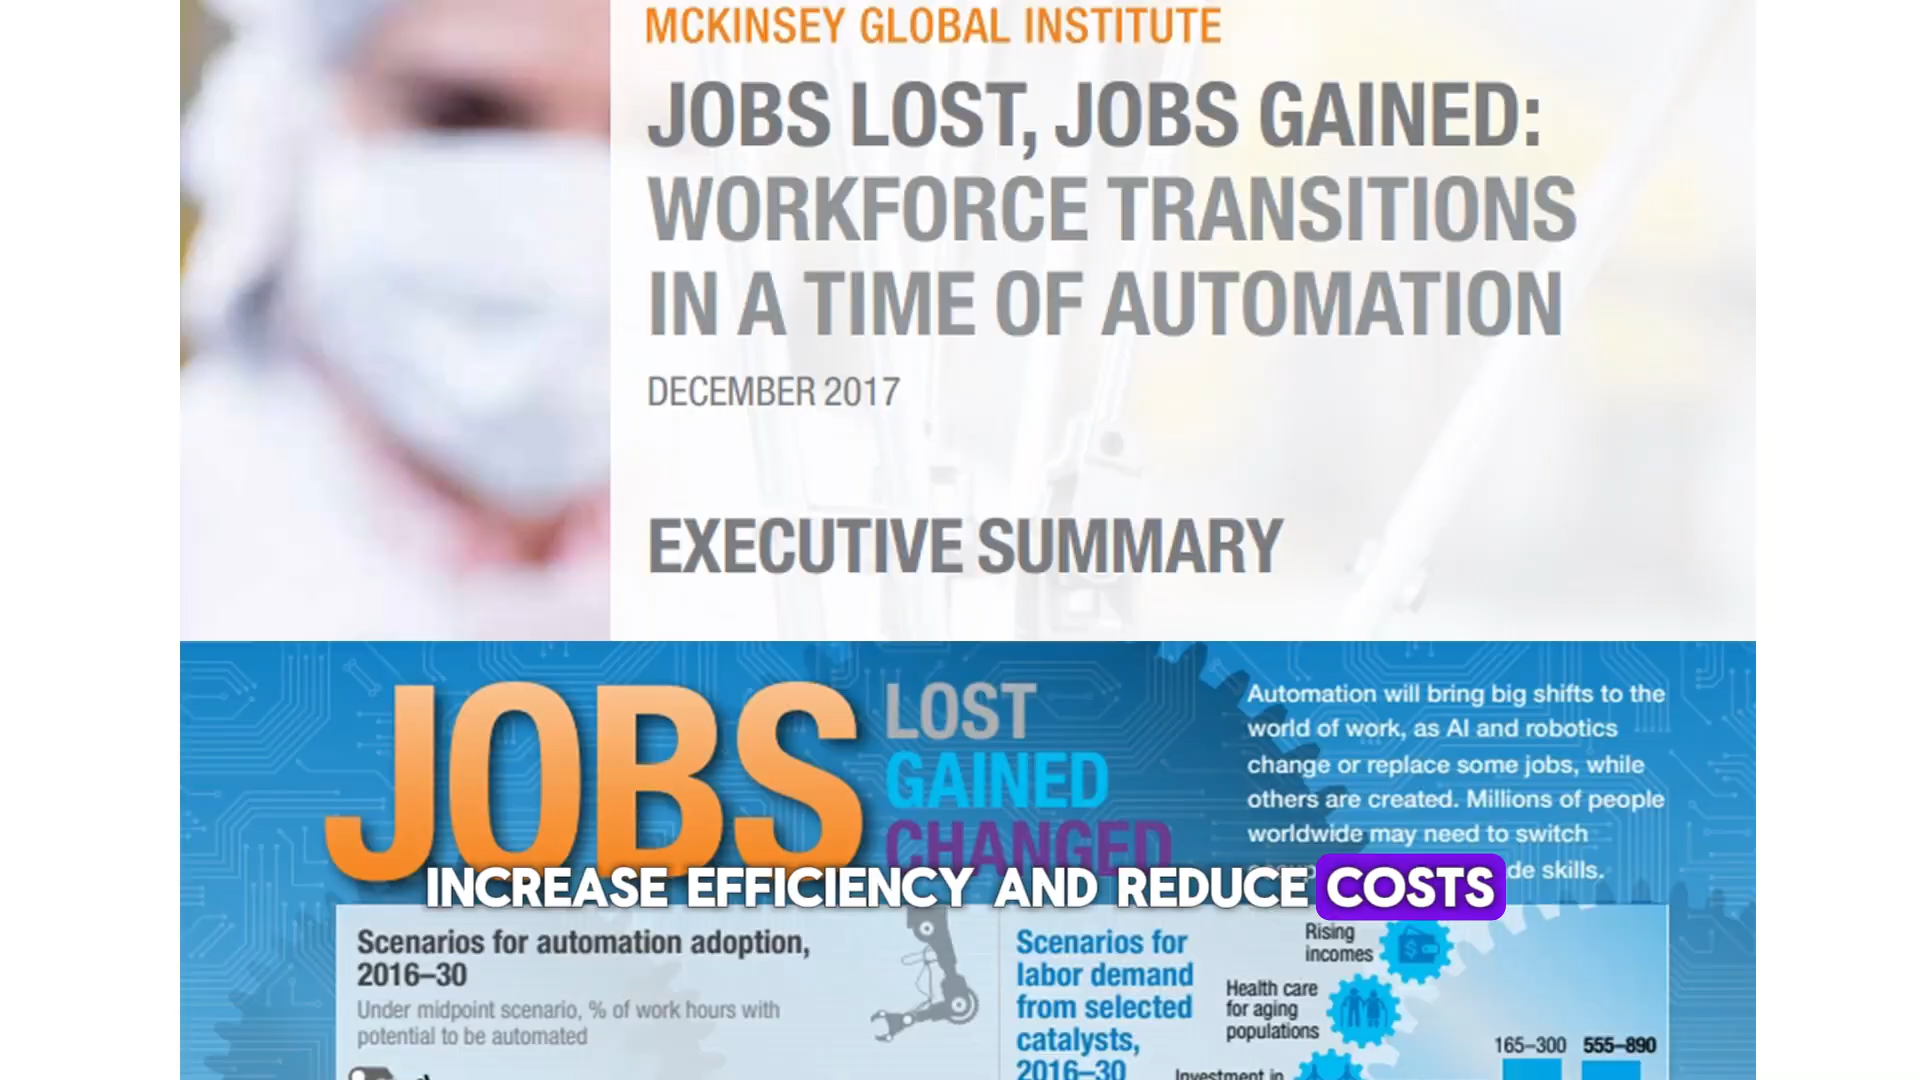 MCKINSEY GLOBAL INSTITUTE
JOBS LOST, JOBS GAINED:
WORKFORCE TRANSITIONS
IN A TIME OF AUTOMATION
DECEMBER 2017
EXECUTIVE SUMMARY
JOBS
LOST
GAINED
CHANGED
Automation will bring big shifts to the
world of work, as AI and robotics
change or replace some jobs, while
others are created. Millions of people
worldwide may need to switch
skills.
INCREASE EFFICIENCY AND REDUCE COSTS
Scenarios for automation adoption,
2016–30
Under midpoint scenario, % of work hours with
potential to be automated
Scenarios for
labor demand
from selected
catalysts,
2016–30
Rising
incomes
Health care
for aging
populations
Investment in
165–300 555–890